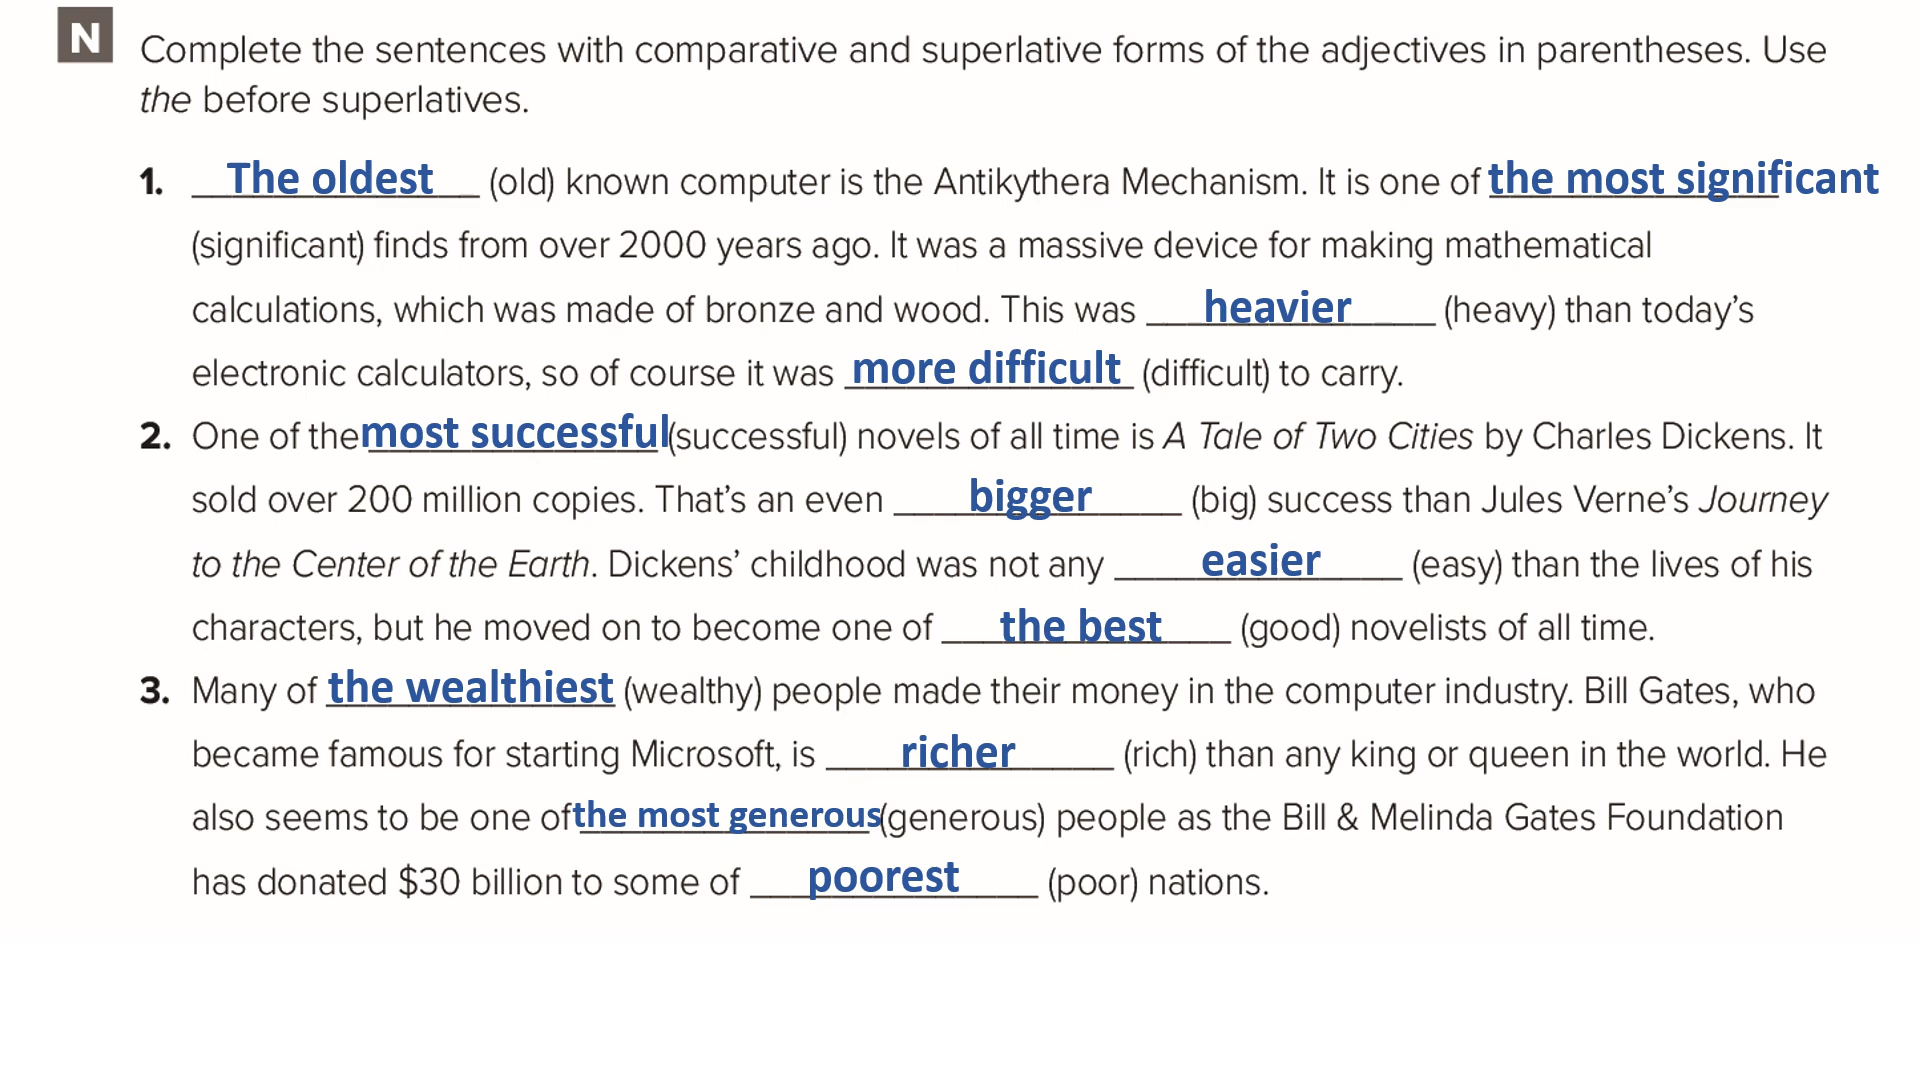 N Complete the sentences with comparative and superlative forms of the adjectives in parentheses. Use
the before superlatives.
1. The oldest (old) known computer is the Antikythera Mechanism. It is one of the most significant
(significant) finds from over 2000 years ago. It was a massive device for making mathematical
calculations, which was made of bronze and wood. This was heavier (heavy) than today’s
electronic calculators, so of course it was more difficult (difficult) to carry.
2. One of the most successful (successful) novels of all time is A Tale of Two Cities by Charles Dickens. It
sold over 200 million copies. That’s an even bigger (big) success than Jules Verne’s Journey
to the Center of the Earth. Dickens’ childhood was not any easier (easy) than the lives of his
characters, but he moved on to become one of the best (good) novelists of all time.
3. Many of the wealthiest (wealthy) people made their money in the computer industry. Bill Gates, who
became famous for starting Microsoft, is richer (rich) than any king or queen in the world. He
also seems to be one of the most generous (generous) people as the Bill & Melinda Gates Foundation
has donated $30 billion to some of poorest (poor) nations.